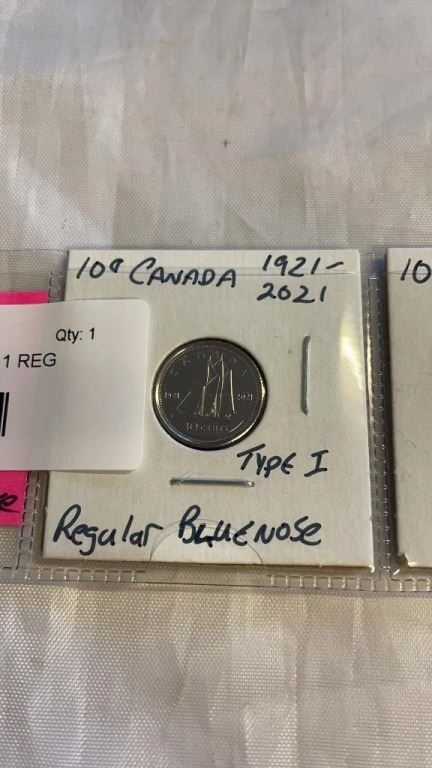 10¢ CANADA 1921-
2021
10
Qty: 1
1 REG
CANADA
1921 2021
10 CENTS
TYPE I
Regular BLUENOSE